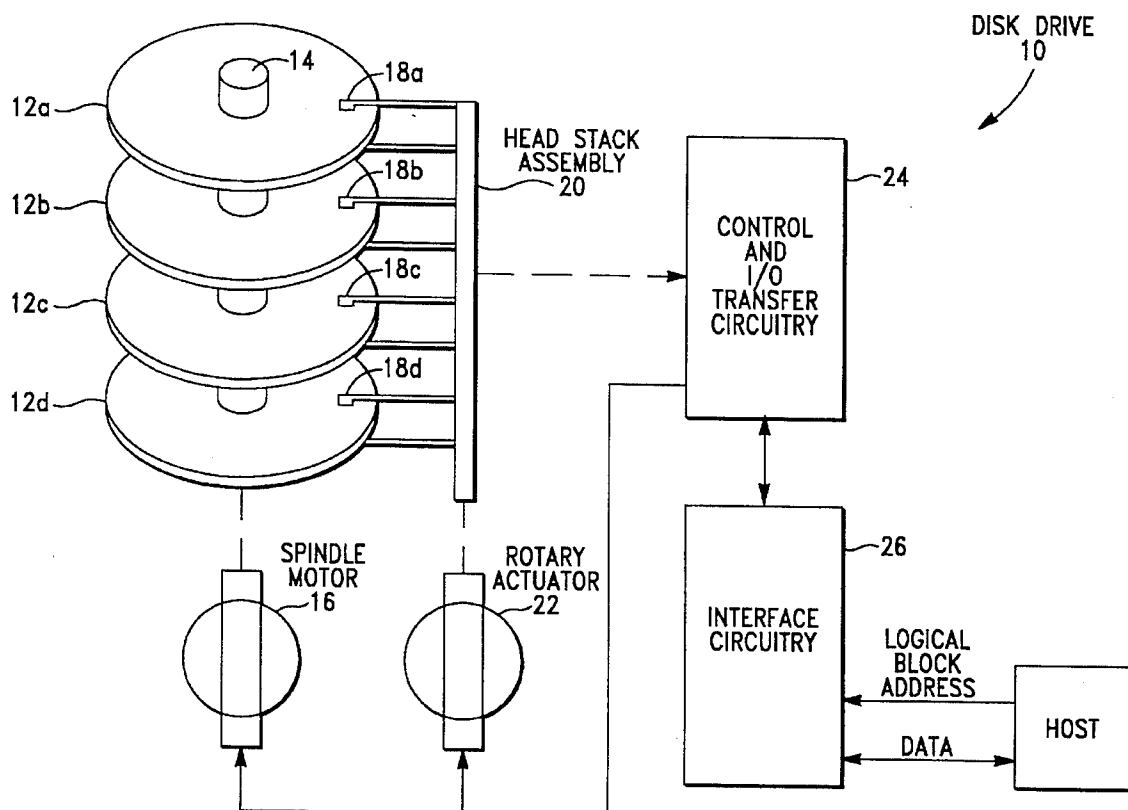 DISK DRIVE
10
14
18a
12a
HEAD STACK
ASSEMBLY
20
18b
12b
24
CONTROL
AND
I/O
TRANSFER
CIRCUITRY
18c
12c
18d
12d
SPINDLE
MOTOR
16
ROTARY
ACTUATOR
22
26
INTERFACE
CIRCUITRY
LOGICAL
BLOCK
ADDRESS
DATA
HOST